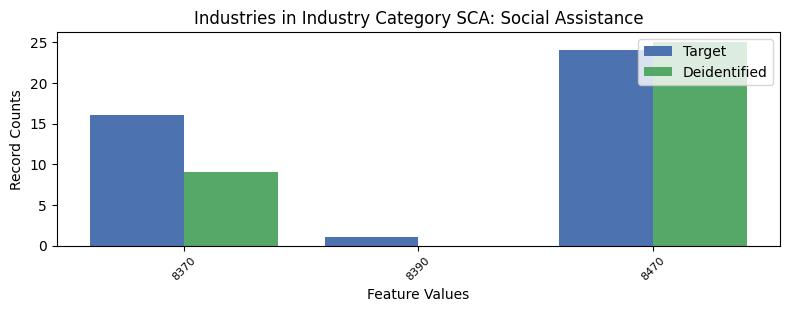 Industries in Industry Category SCA: Social Assistance
Target
Deidentified
Record Counts
25
20
15
10
5
0
8370
8390
8470
Feature Values